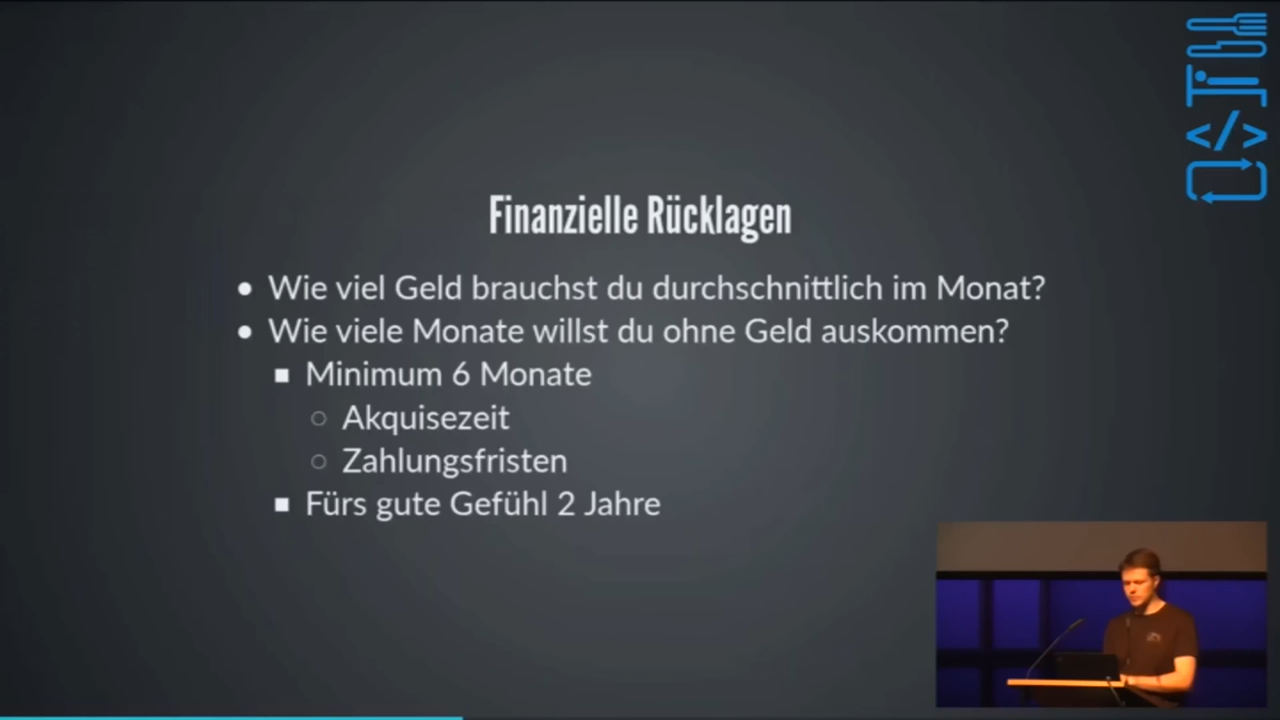 Finanzielle Rücklagen
• Wie viel Geld brauchst du durchschnittlich im Monat?
• Wie viele Monate willst du ohne Geld auskommen?
▪ Minimum 6 Monate
○ Akquisezeit
○ Zahlungsfristen
▪ Fürs gute Gefühl 2 Jahre